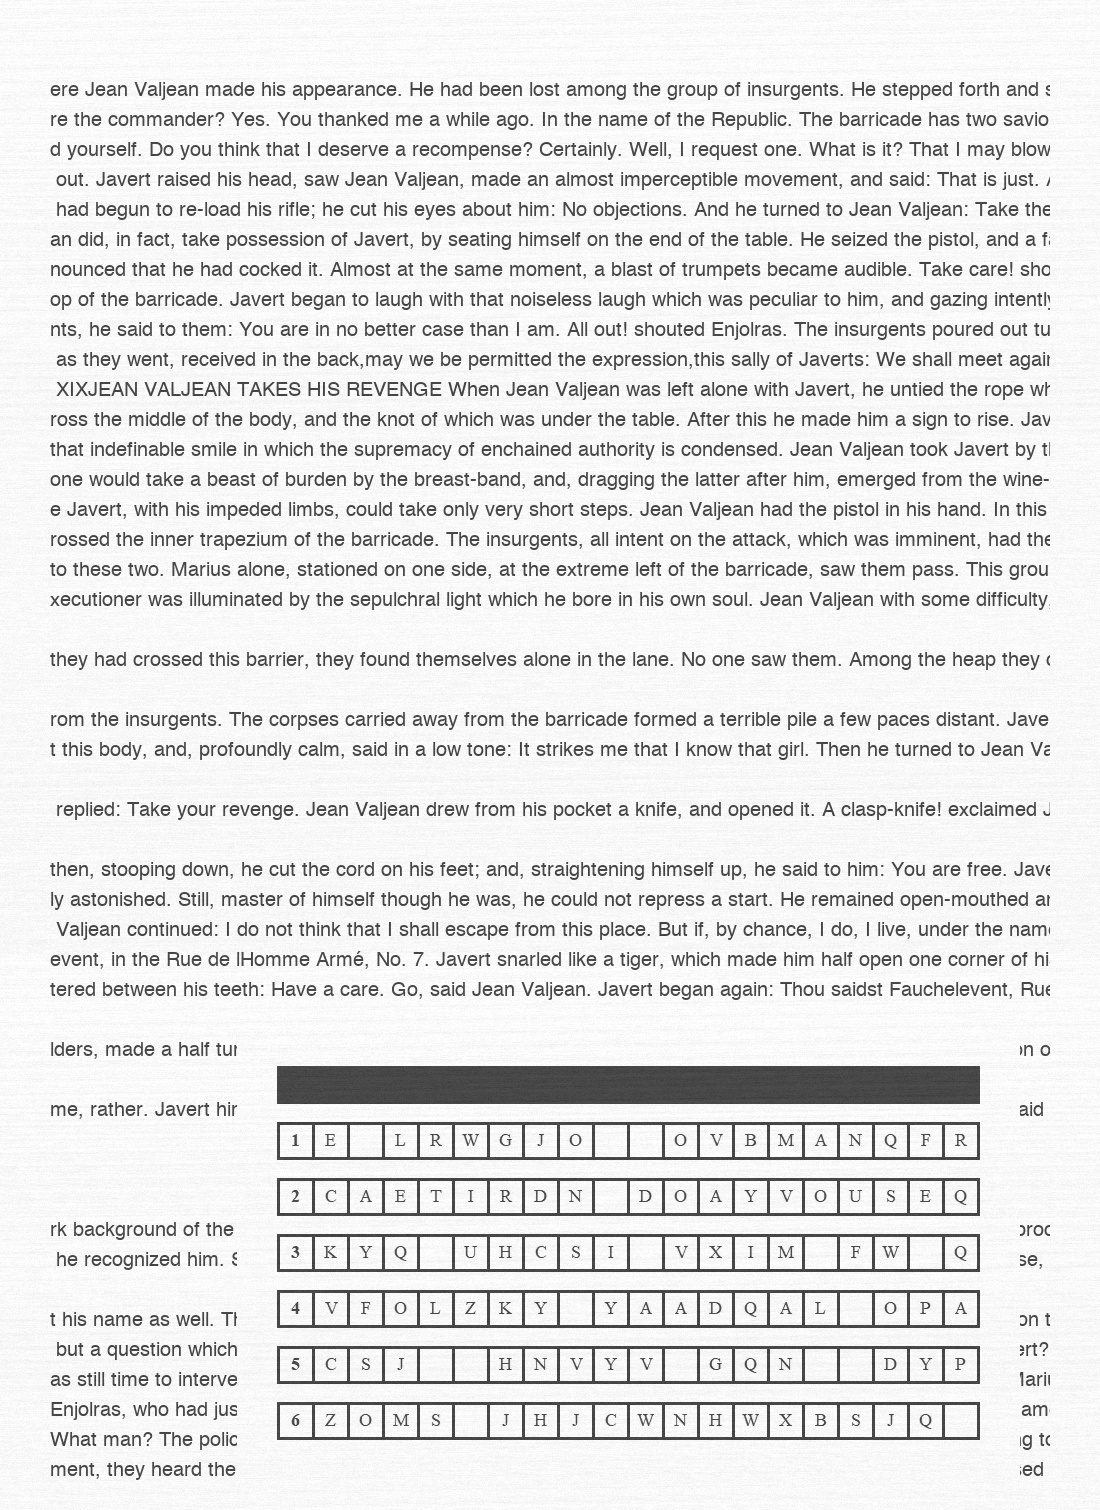 ere Jean Valjean made his appearance. He had been lost among the group of insurgents. He stepped forth and
re the commander? Yes. You thanked me a while ago. In the name of the Republic. The barricade has two savio
d yourself. Do you think that I deserve a recompense? Certainly. Well, I request one. What is it? That I may blow
out. Javert raised his head, saw Jean Valjean, made an almost imperceptible movement, and said: That is just.
had begun to re-load his rifle; he cut his eyes about him: No objections. And he turned to Jean Valjean: Take the
an did, in fact, take possession of Javert, by seating himself on the end of the table. He seized the pistol, and a
nounced that he had cocked it. Almost at the same moment, a blast of trumpets became audible. Take care! sho
op of the barricade. Javert began to laugh with that noiseless laugh which was peculiar to him, and gazing intently
nts, he said to them: You are in no better case than I am. All out! shouted Enjolras. The insurgents poured out tu
as they went, received in the back,may we be permitted the expression,this sally of Javerts: We shall meet again
XIXJEAN VALJEAN TAKES HIS REVENGE When Jean Valjean was left alone with Javert, he untied the rope wh
ross the middle of the body, and the knot of which was under the table. After this he made him a sign to rise. Jav
that indefinable smile in which the supremacy of enchained authority is condensed. Jean Valjean took Javert by
one would take a beast of burden by the breast-band, and, dragging the latter after him, emerged from the wine-
e Javert, with his impeded limbs, could take only very short steps. Jean Valjean had the pistol in his hand. In this
rossed the inner trapezium of the barricade. The insurgents, all intent on the attack, which was imminent, had the
to these two. Marius alone, stationed on one side, at the extreme left of the barricade, saw them pass. This grou
xecutioner was illuminated by the sepulchral light which he bore in his own soul. Jean Valjean with some difficulty
they had crossed this barrier, they found themselves alone in the lane. No one saw them. Among the heap they
rom the insurgents. The corpses carried away from the barricade formed a terrible pile a few paces distant. Jave
t this body, and, profoundly calm, said in a low tone: It strikes me that I know that girl. Then he turned to Jean Va
replied: Take your revenge. Jean Valjean drew from his pocket a knife, and opened it. A clasp-knife! exclaimed J
then, stooping down, he cut the cord on his feet; and, straightening himself up, he said to him: You are free. Jave
ly astonished. Still, master of himself though he was, he could not repress a start. He remained open-mouthed
Valjean continued: I do not think that I shall escape from this place. But if, by chance, I do, I live, under the name
event, in the Rue de lHomme Armé, No. 7. Javert snarled like a tiger, which made him half open one corner of hi
tered between his teeth: Have a care. Go, said Jean Valjean. Javert began again: Thou saidst Fauchelevent, Rue
lders, made a half tur on o
me, rather. Javert hir aid
1 E L R W G J O O V B M A N Q F R
2 C A E T I R D N D O A Y V O U S E Q
rk background of the proc
3 K Y Q U H C S I V X I M F W Q
he recognized him. se,
4 V F O L Z K Y Y A A D Q A L O P A
t his name as well. Th on t
but a question which ert?
5 C S J H N V Y V G Q N D Y P
as still time to interve Mariu
Enjolras, who had jus ame
6 Z O M S J H J C W N H W X B S J Q
What man? The polic ng to
ment, they heard the sed